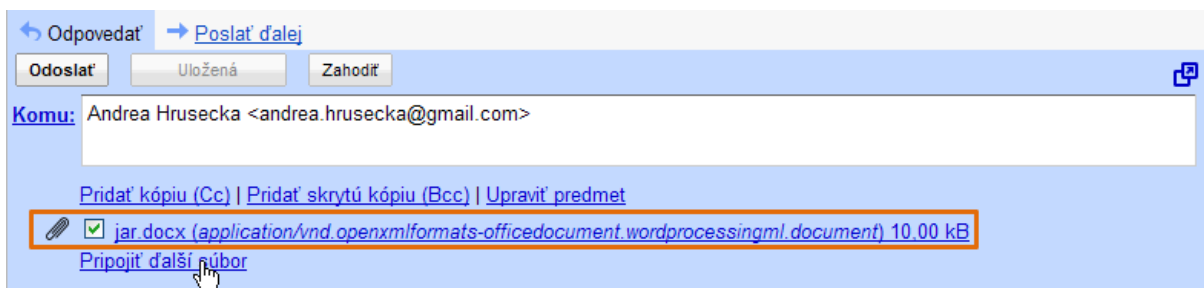 Odpovedať Poslať ďalej
Odoslať Uložená Zahodiť
Komu: Andrea Hrusecka <andrea.hrusecka@gmail.com>
Pridať kópiu (Cc) | Pridať skrytú kópiu (Bcc) | Upraviť predmet
jar.docx (application/vnd.openxmlformats-officedocument.wordprocessingml.document) 10,00 kB
Pripojiť ďalší súbor